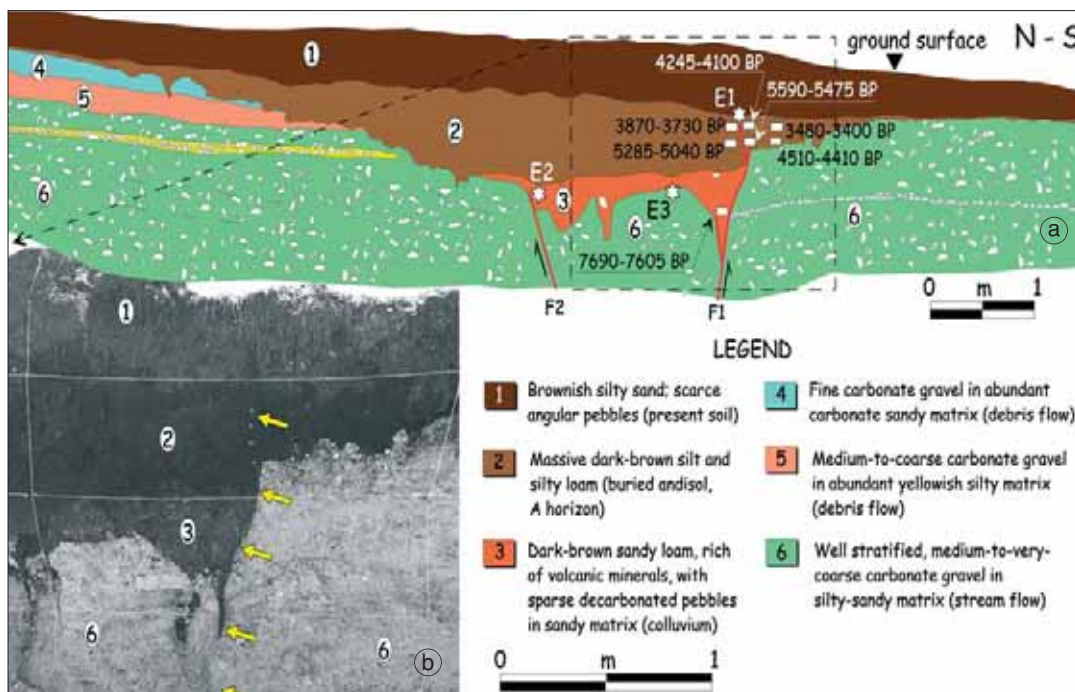 N - S
ground surface
1
4245-4100 BP
4
5590-5475 BP
E1
5
3870-3730 BP
3480-3400 BP
2
5285-5040 BP
4510-4410 BP
E2
6
3
E3
6
6
a
7690-7605 BP
F2
F1
0 m 1
1
2
3
6
6
b
LEGEND
1 Brownish silty sand; scarce
angular pebbles (present soil)
2 Massive dark-brown silt and
silty loam (buried andisol,
A horizon)
3 Dark-brown sandy loam, rich
of volcanic minerals, with
sparse decarbonated pebbles
in sandy matrix (colluvium)
4 Fine carbonate gravel in abundant
carbonate sandy matrix (debris flow)
5 Medium-to-coarse carbonate gravel
in abundant yellowish silty matrix
(debris flow)
6 Well stratified, medium-to-very-
coarse carbonate gravel in
silty-sandy matrix (stream flow)
0 m 1